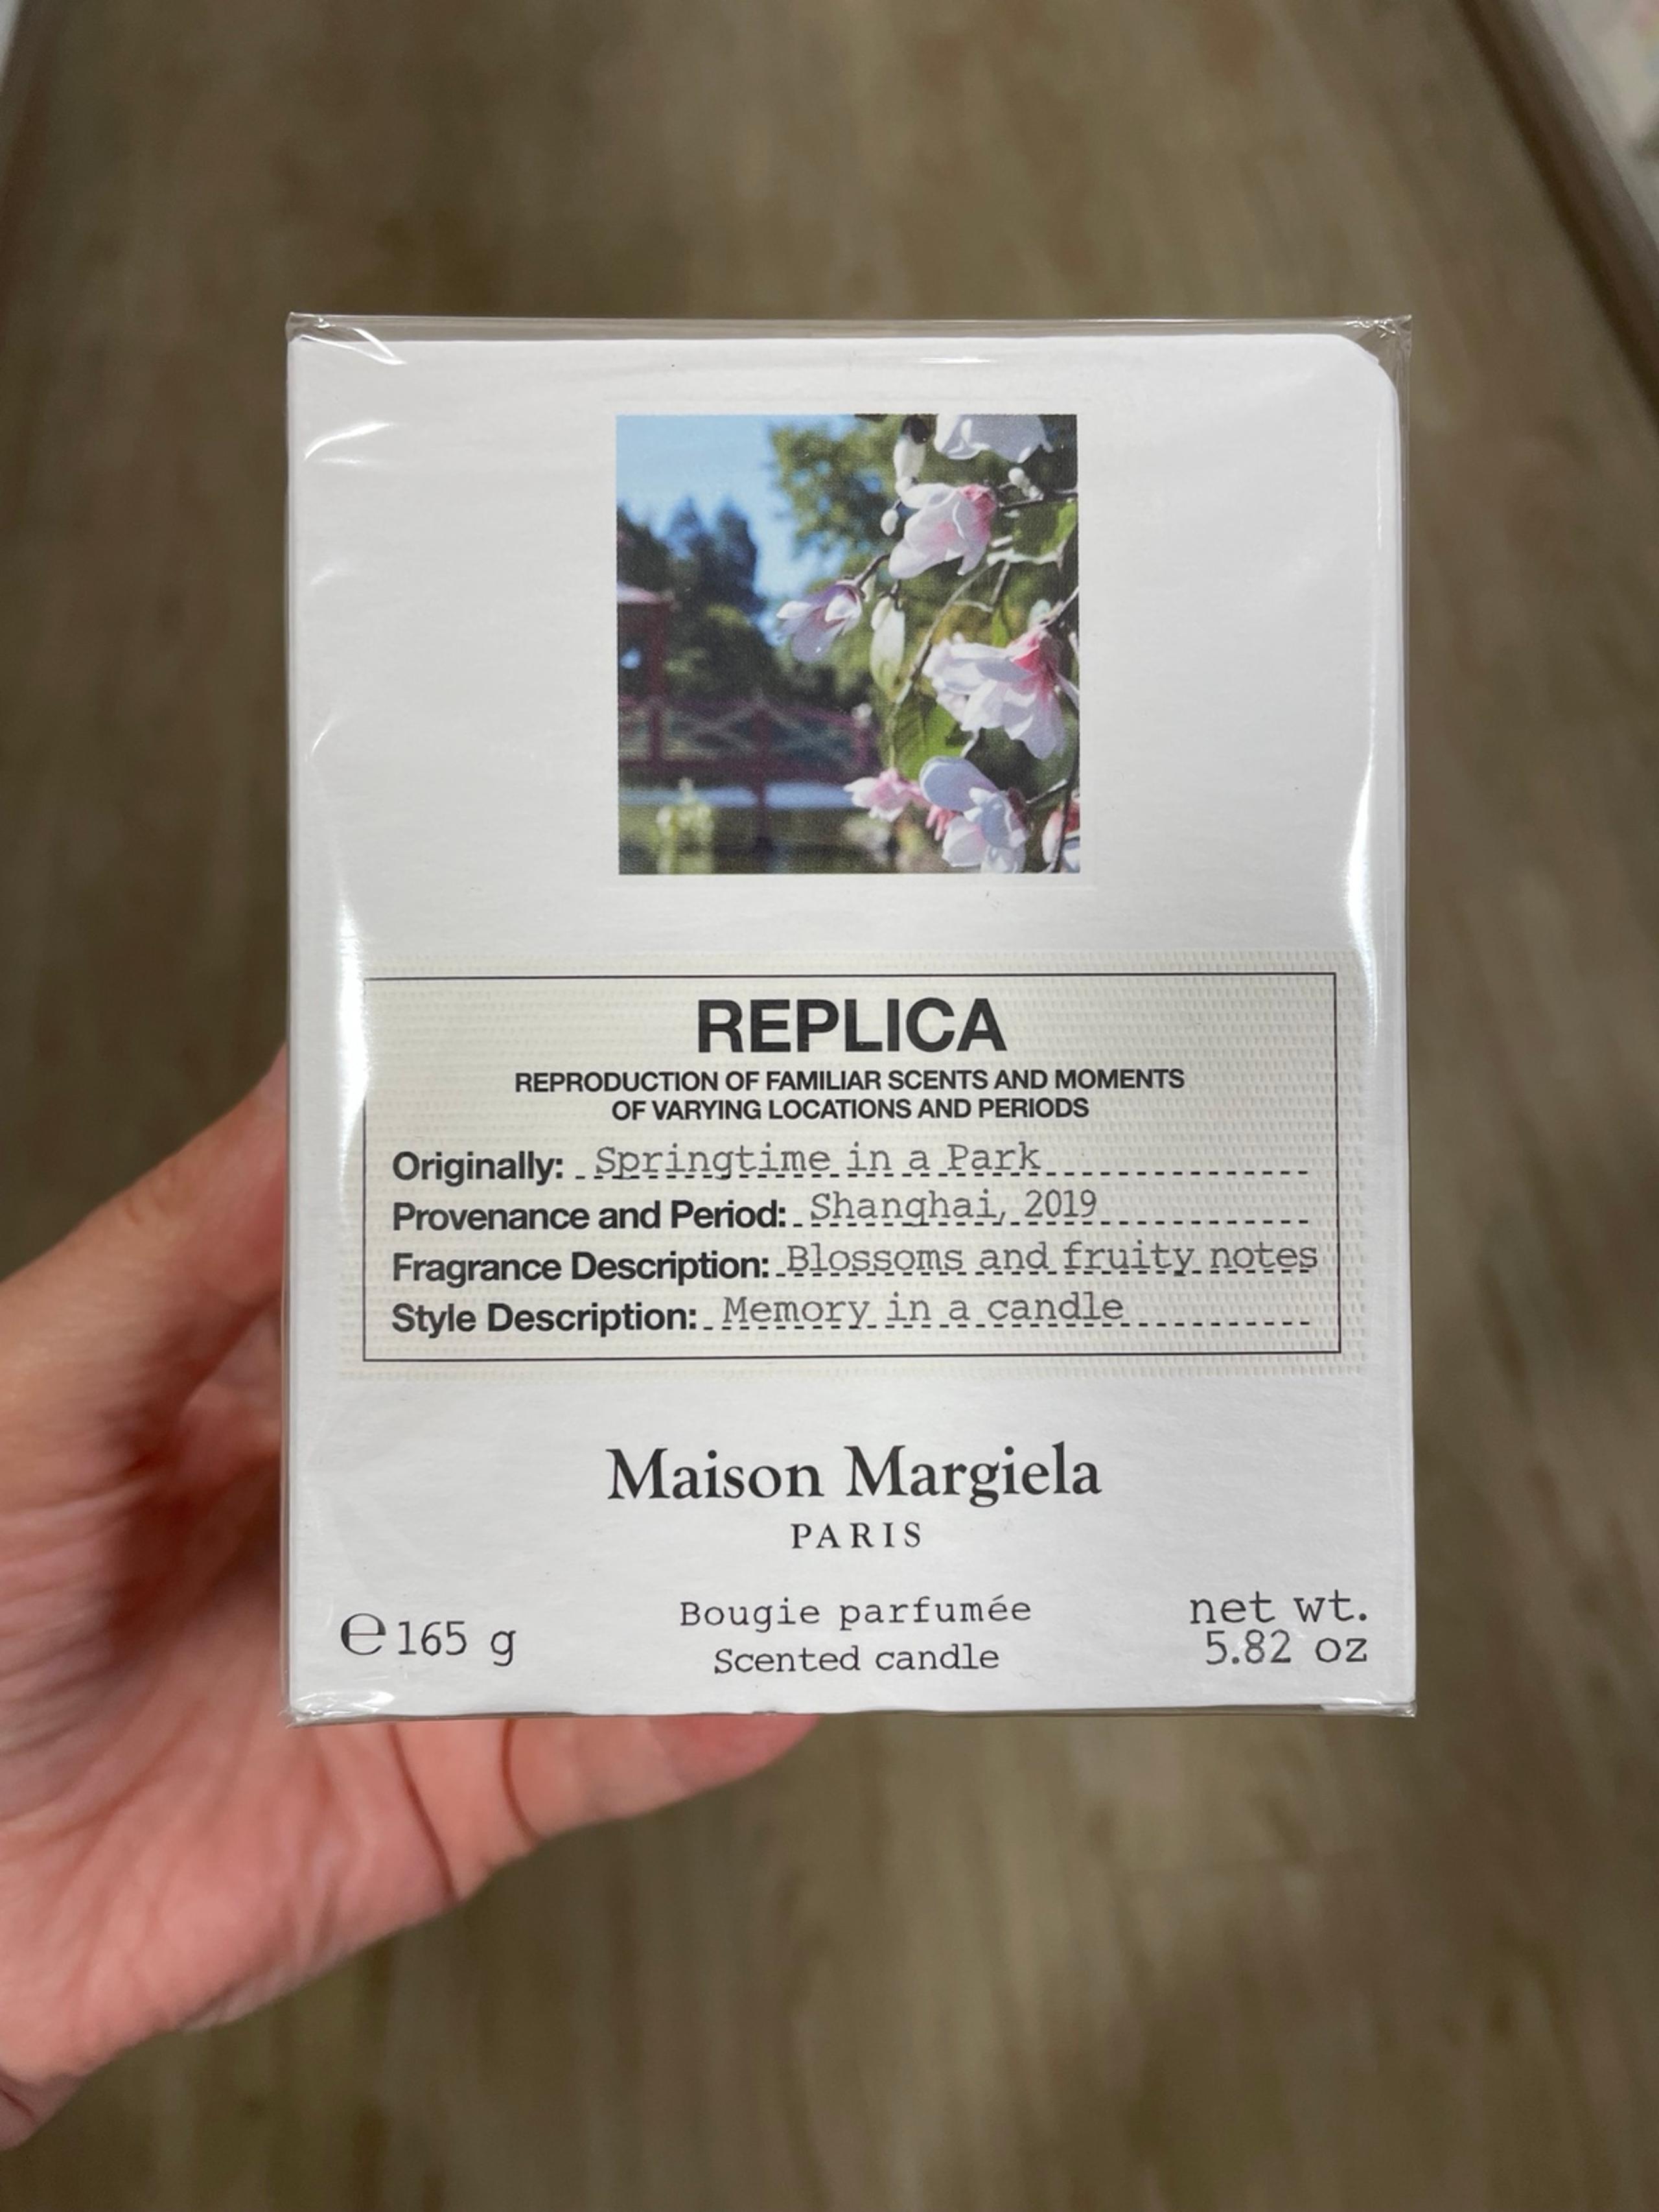 REPLICA
REPRODUCTION OF FAMILIAR SCENTS AND MOMENTS
OF VARYING LOCATIONS AND PERIODS
Originally: Springtime in a Park
Provenance and Period: Shanghai, 2019
Fragrance Description: Blossoms and fruity notes
Style Description: Memory in a candle
Maison Margiela
PARIS
℮ 165 g
Bougie parfumée
Scented candle
net wt.
5.82 oz